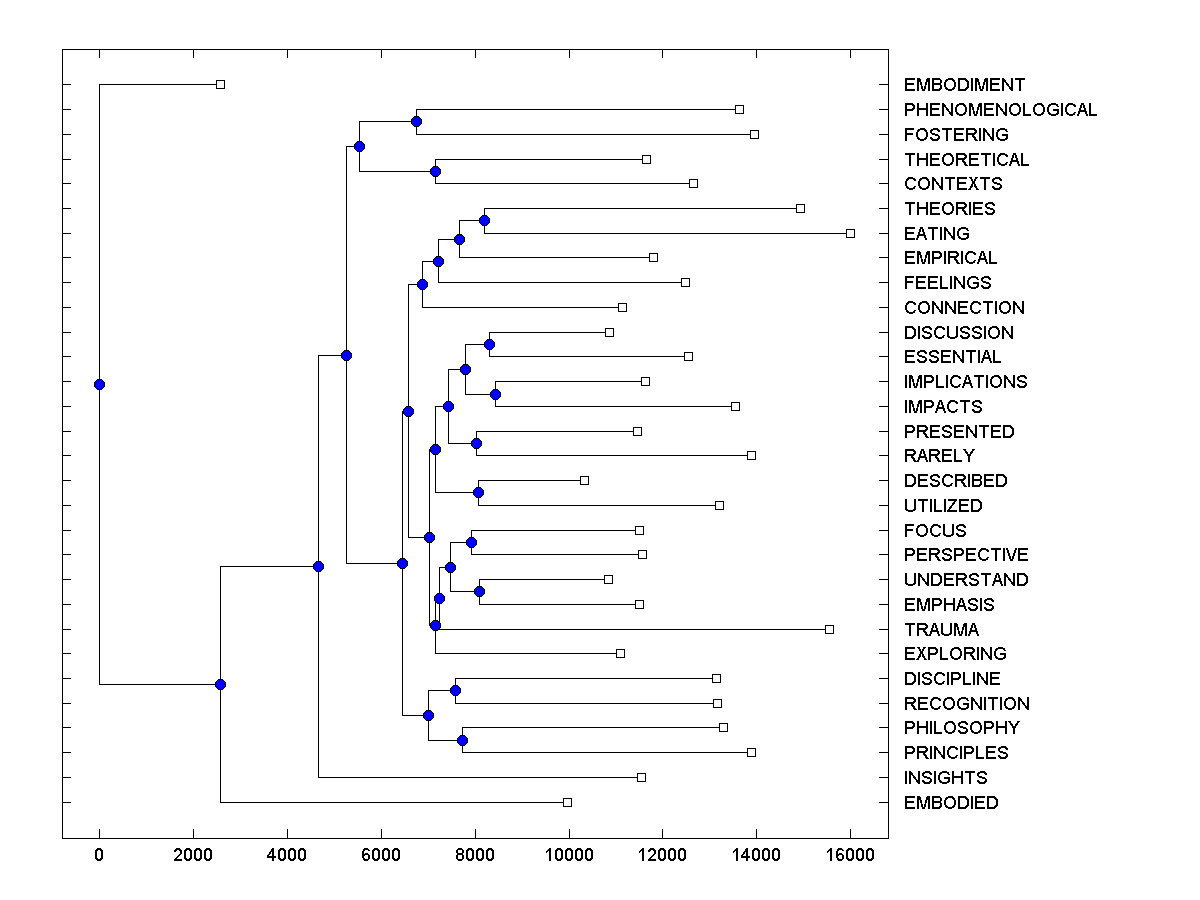 EMBODIMENT
PHENOMENOLOGICAL
FOSTERING
THEORETICAL
CONTEXTS
THEORIES
EATING
EMPIRICAL
FEELINGS
CONNECTION
DISCUSSION
ESSENTIAL
IMPLICATIONS
IMPACTS
PRESENTED
RARELY
DESCRIBED
UTILIZED
FOCUS
PERSPECTIVE
UNDERSTAND
EMPHASIS
TRAUMA
EXPLORING
DISCIPLINE
RECOGNITION
PHILOSOPHY
PRINCIPLES
INSIGHTS
EMBODIED
0 2000 4000 6000 8000 10000 12000 14000 16000